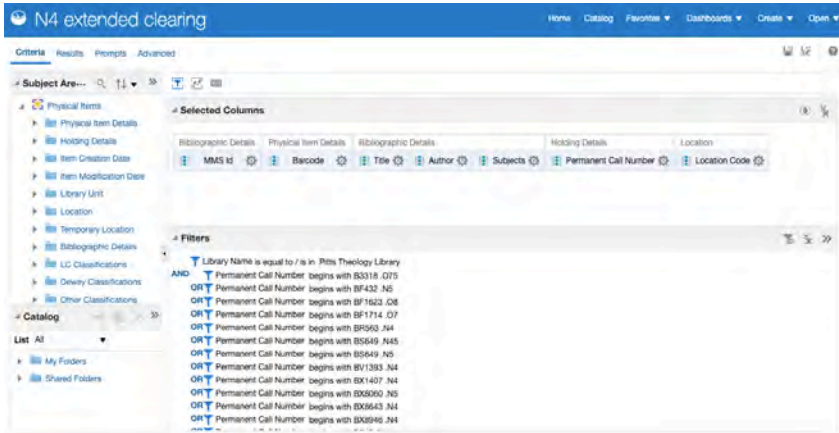 N4 extended clearing
Home Catalog Favorites Dashboards Create Open
Criteria Results Prompts Advanced
Subject Are...
Physical Items
Physical Item Details
Holding Details
Item Creation Date
Item Modification Date
Library Unit
Location
Temporary Location
Bibliographic Details
LC Classifications
Dewey Classifications
Other Classifications
Catalog
List All
My Folders
Shared Folders
Selected Columns
Bibliographic Details Physical Item Details Bibliographic Details Holding Details Location
MMS Id Barcode Title Author Subjects Permanent Call Number Location Code
Filters
Library Name is equal to / is in Pitts Theology Library
AND Permanent Call Number begins with B3318 .O75
OR Permanent Call Number begins with BF432 .N5
OR Permanent Call Number begins with BF1623 .O8
OR Permanent Call Number begins with BF1714 .O7
OR Permanent Call Number begins with BR563 .N4
OR Permanent Call Number begins with BS649 .N45
OR Permanent Call Number begins with BS649 .N5
OR Permanent Call Number begins with BV1393 .N4
OR Permanent Call Number begins with BX1407 .N4
OR Permanent Call Number begins with BX8060 .N5
OR Permanent Call Number begins with BX8643 .N4
OR Permanent Call Number begins with BX8946 .N4